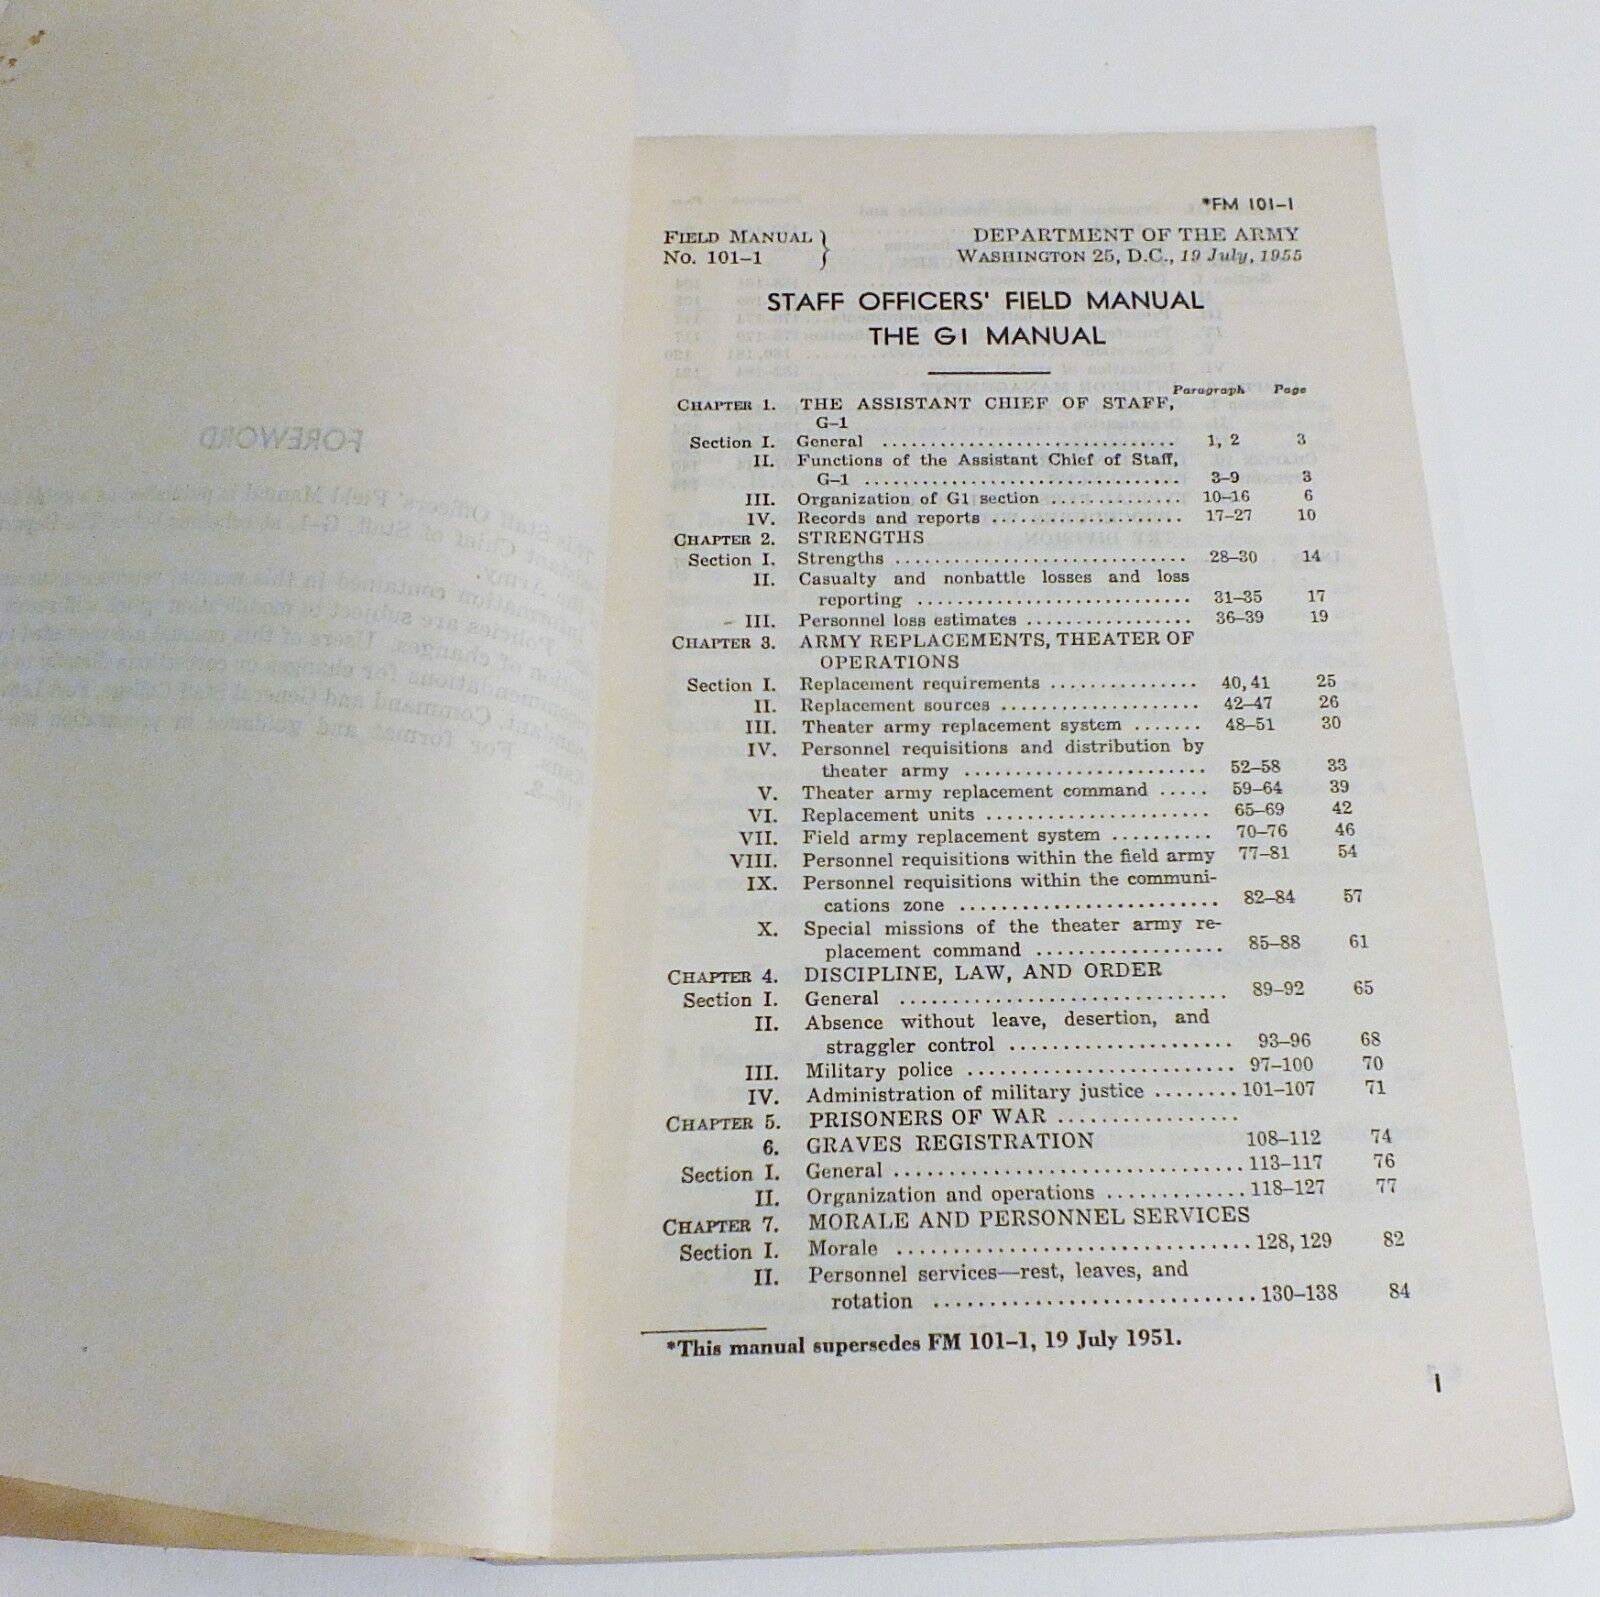 *FM 101-1
FIELD MANUAL } DEPARTMENT OF THE ARMY
No. 101-1 WASHINGTON 25, D.C., 19 July, 1955
STAFF OFFICERS' FIELD MANUAL
THE G1 MANUAL
Paragraph Page
CHAPTER 1. THE ASSISTANT CHIEF OF STAFF,
G-1
Section I. General .............................. 1, 2 3
II. Functions of the Assistant Chief of Staff,
G-1 ................................ 3-9 3
III. Organization of G1 section .............. 10-16 6
IV. Records and reports .................... 17-27 10
CHAPTER 2. STRENGTHS
Section I. Strengths .............................. 28-30 14
II. Casualty and nonbattle losses and loss
reporting ............................ 31-35 17
III. Personnel loss estimates ................. 36-39 19
CHAPTER 3. ARMY REPLACEMENTS, THEATER OF
OPERATIONS
Section I. Replacement requirements ............... 40, 41 25
II. Replacement sources .................... 42-47 26
III. Theater army replacement system ....... 48-51 30
IV. Personnel requisitions and distribution by
theater army ........................ 52-58 33
V. Theater army replacement command ..... 59-64 39
VI. Replacement units ...................... 65-69 42
VII. Field army replacement system .......... 70-76 46
VIII. Personnel requisitions within the field army 77-81 54
IX. Personnel requisitions within the communi-
cations zone ......................... 82-84 57
X. Special missions of the theater army re-
placement command ................... 85-88 61
CHAPTER 4. DISCIPLINE, LAW, AND ORDER
Section I. General .............................. 89-92 65
II. Absence without leave, desertion, and
straggler control ..................... 93-96 68
III. Military police ......................... 97-100 70
IV. Administration of military justice ........ 101-107 71
CHAPTER 5. PRISONERS OF WAR .................
6. GRAVES REGISTRATION 108-112 74
Section I. General ............................... 113-117 76
II. Organization and operations ............. 118-127 77
CHAPTER 7. MORALE AND PERSONNEL SERVICES
Section I. Morale ................................ 128, 129 82
II. Personnel services—rest, leaves, and
rotation ............................. 130-138 84
*This manual supersedes FM 101-1, 19 July 1951.
1